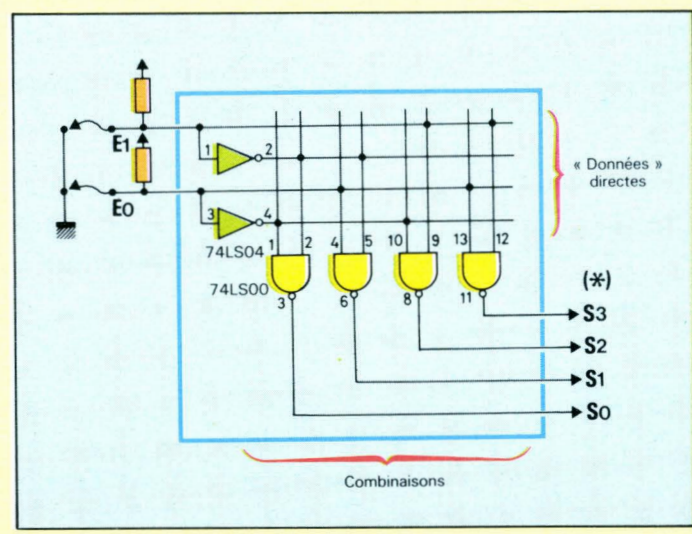 E1
1
2
« Données »
directes
E0
3
4
74LS04
1 2 4 5 10 9 13 12
74LS00
3 6 8 11
(*)
S3
S2
S1
S0
Combinaisons